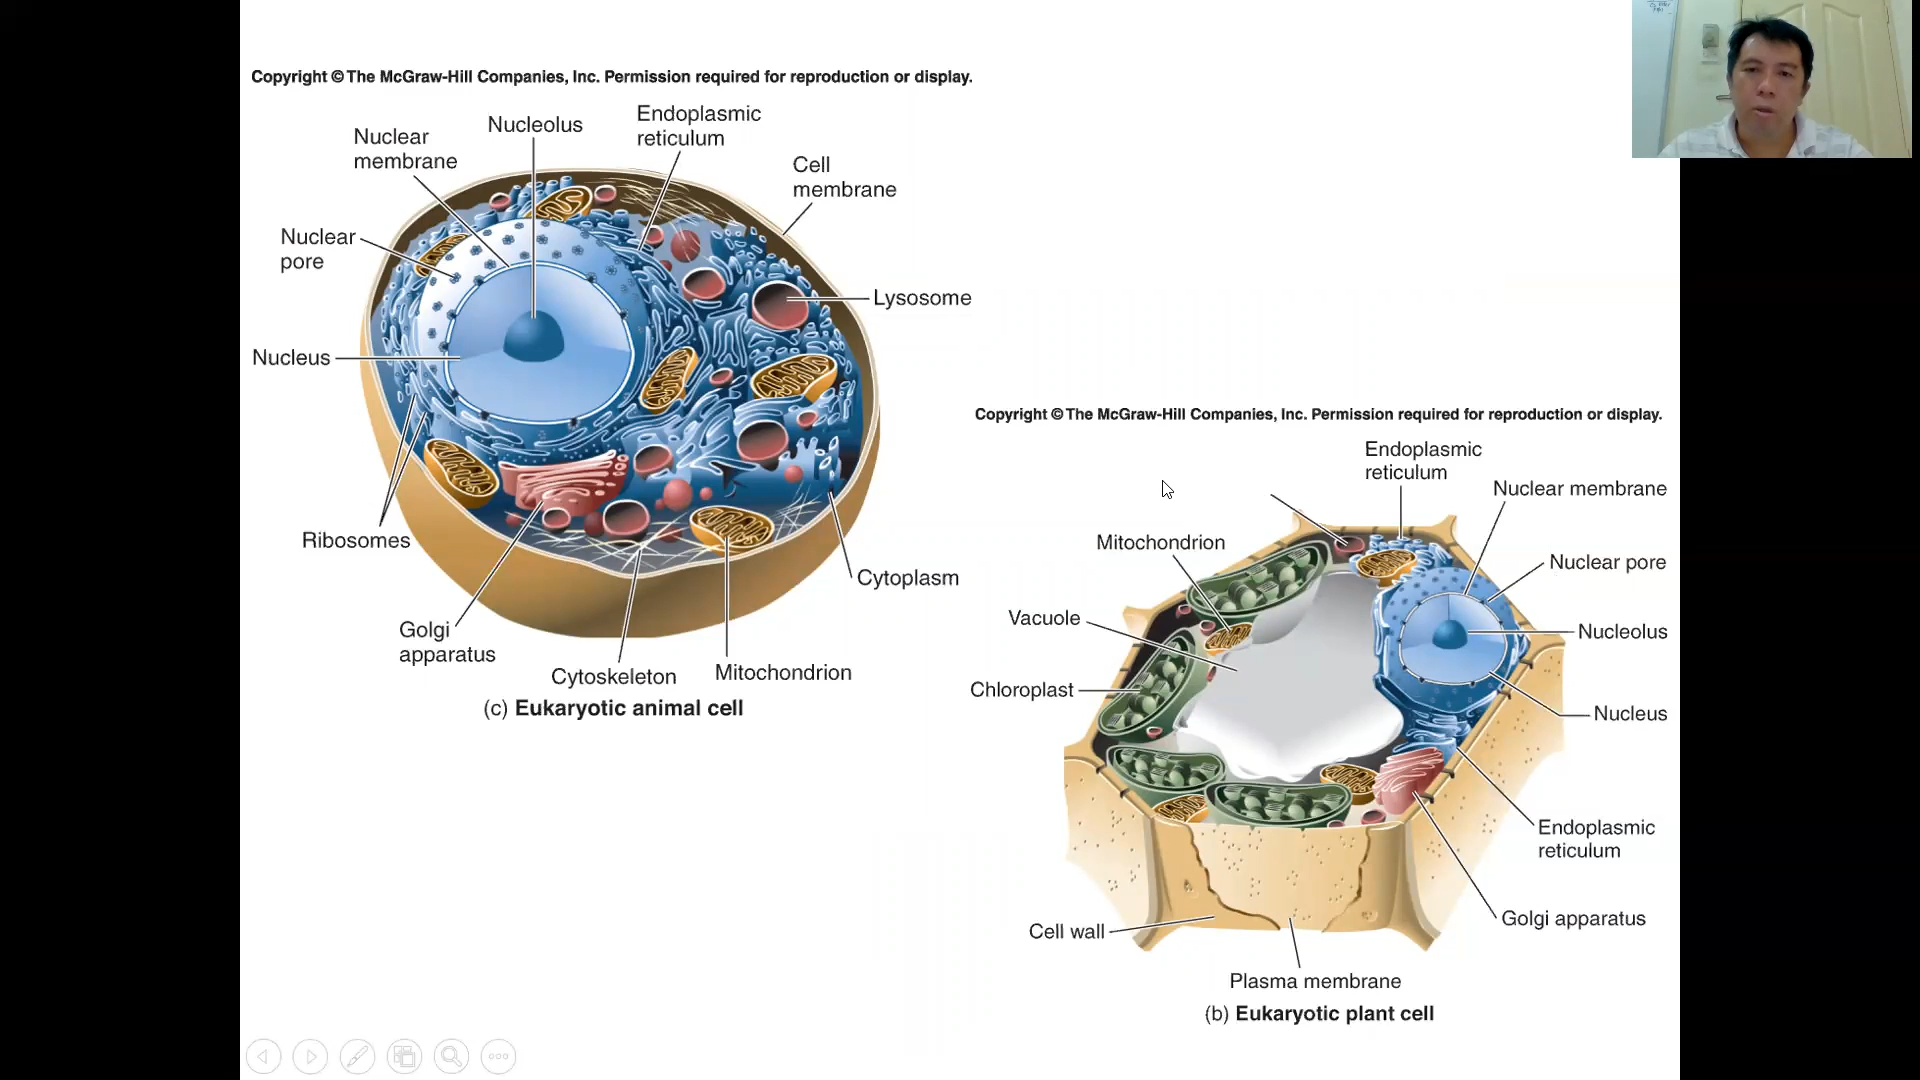 Copyright © The McGraw-Hill Companies, Inc. Permission required for reproduction or display.
Nucleolus
Endoplasmic
reticulum
Nuclear
membrane
Cell
membrane
Nuclear
pore
Lysosome
Nucleus
Ribosomes
Cytoplasm
Golgi
apparatus
Cytoskeleton
Mitochondrion
(c) Eukaryotic animal cell
Copyright © The McGraw-Hill Companies, Inc. Permission required for reproduction or display.
Endoplasmic
reticulum
Nuclear membrane
Mitochondrion
Nuclear pore
Vacuole
Nucleolus
Chloroplast
Nucleus
Endoplasmic
reticulum
Golgi apparatus
Cell wall
Plasma membrane
(b) Eukaryotic plant cell